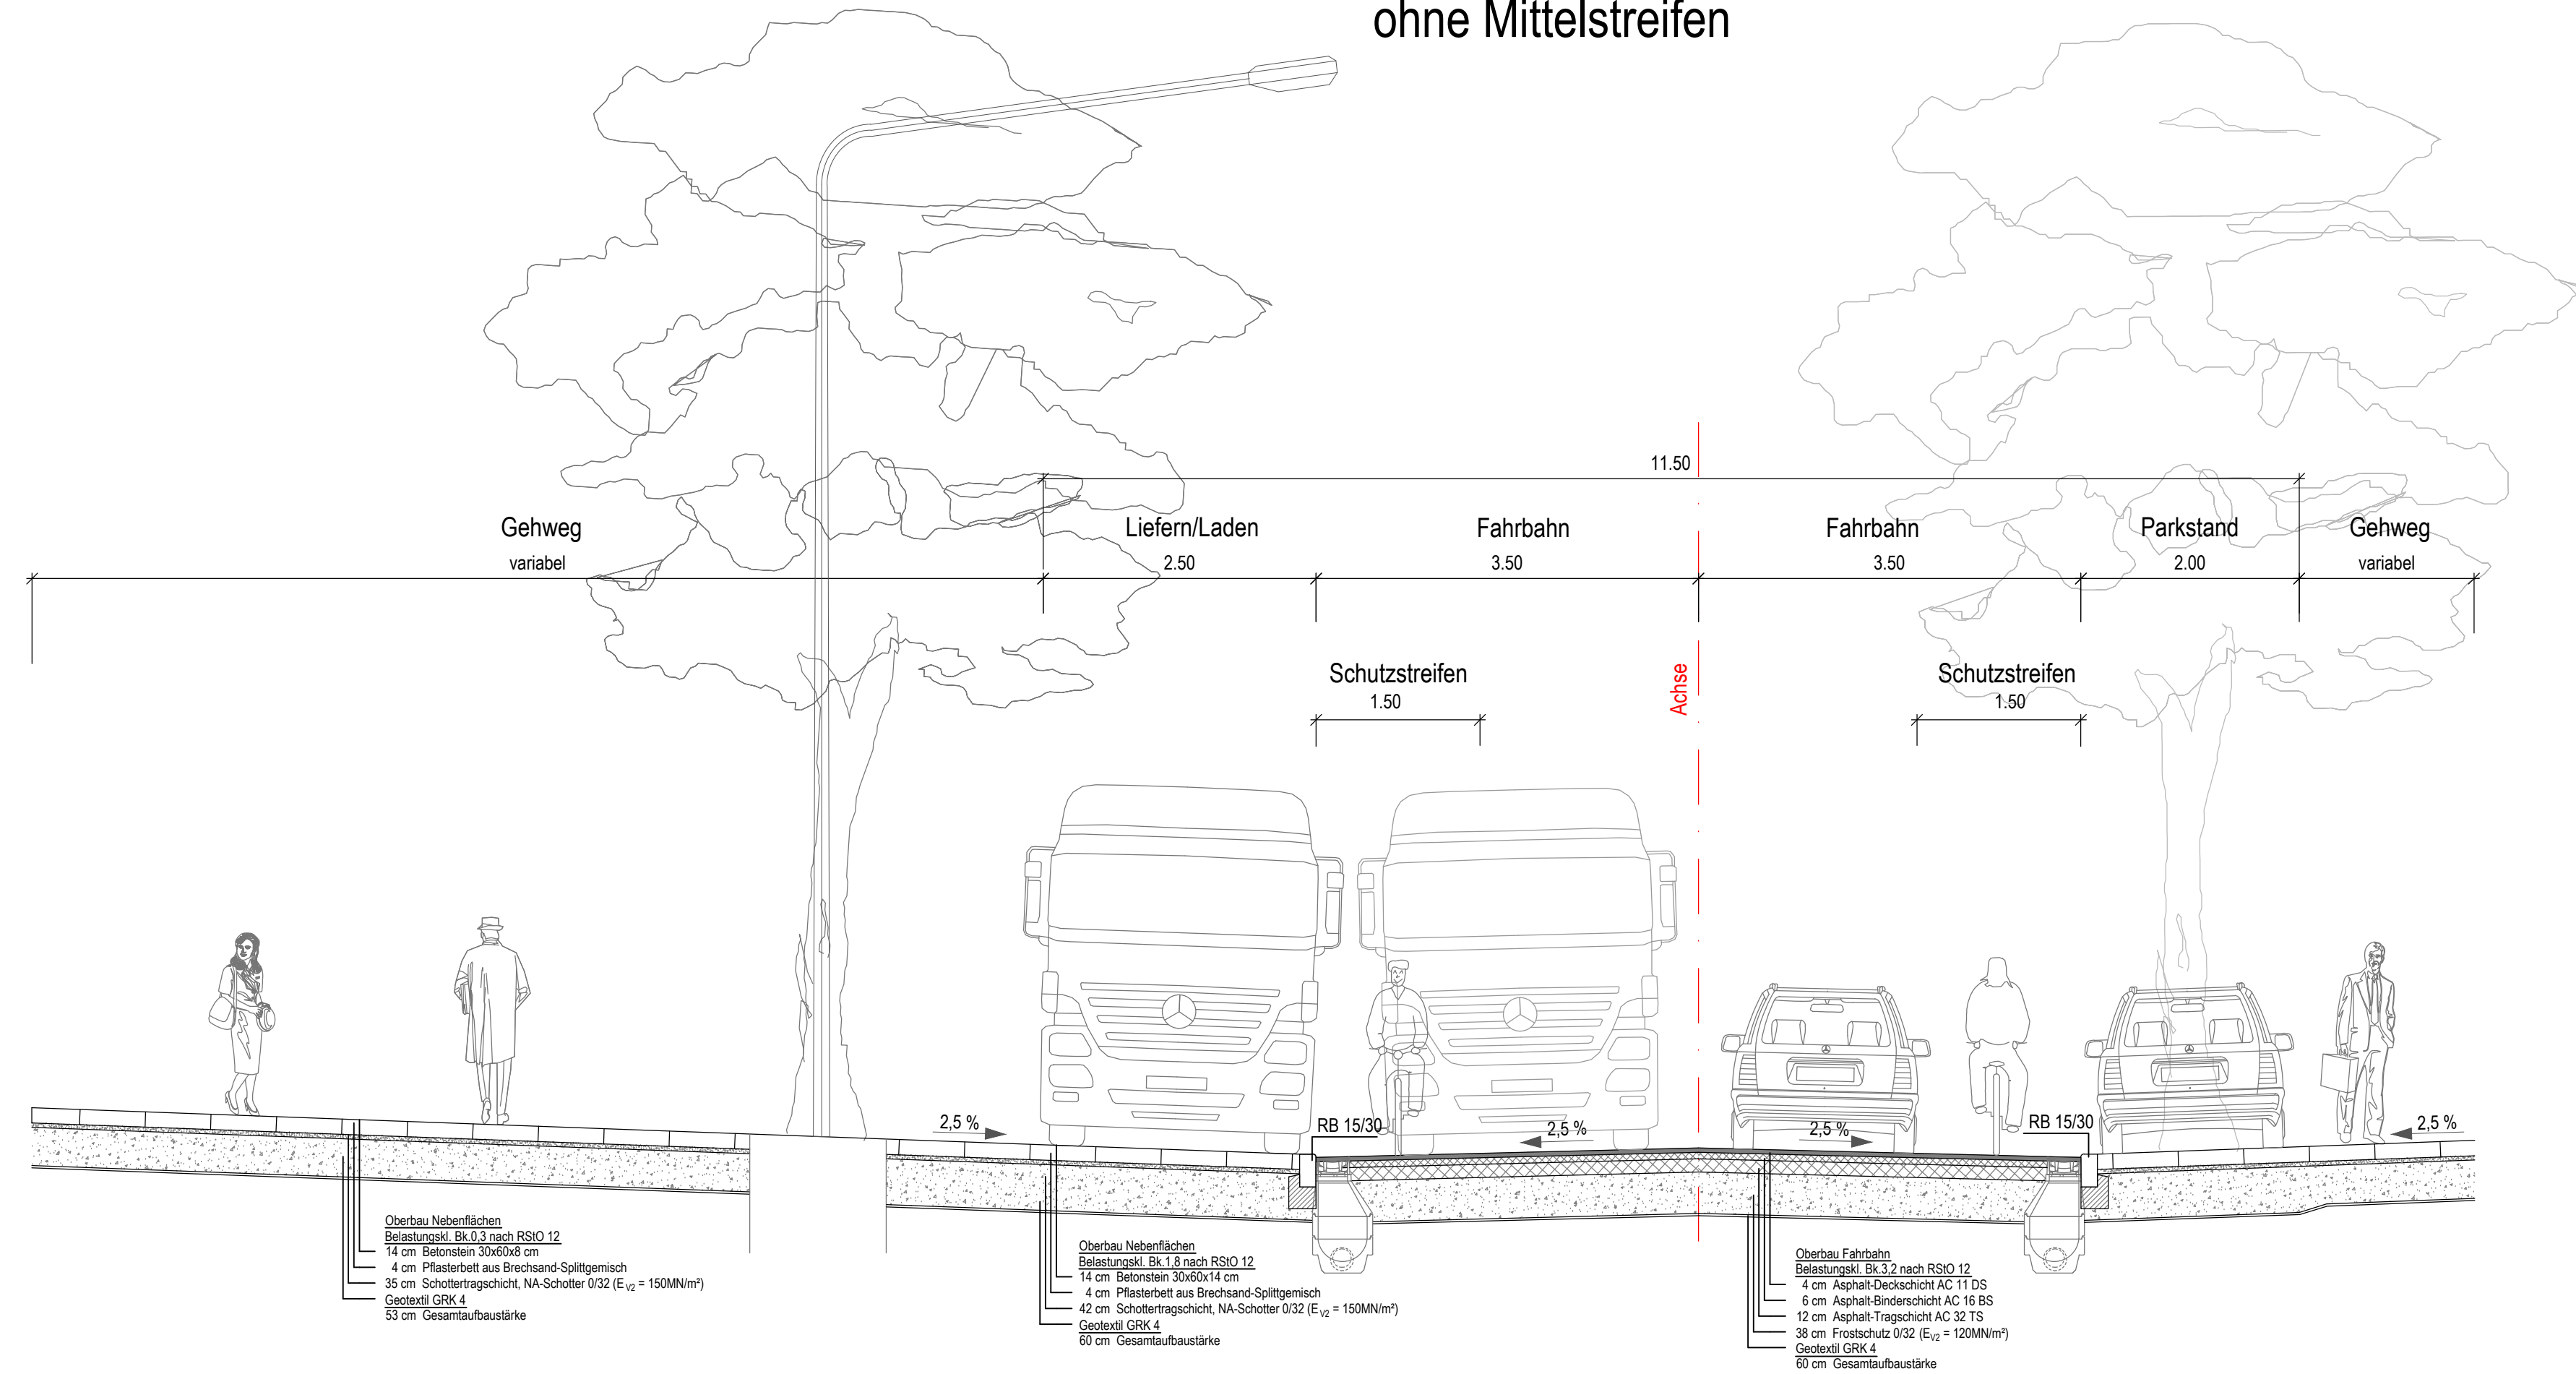 ohne Mittelstreifen
11.50
Gehweg
variabel
Liefern/Laden
2.50
Fahrbahn
3.50
Fahrbahn
3.50
Parkstand
2.00
Gehweg
variabel
Schutzstreifen
1.50
Achse
Schutzstreifen
1.50
2,5 %
RB 15/30
2,5 %
2,5 %
RB 15/30
2,5 %
Oberbau Nebenflächen
Belastungskl. Bk.0,3 nach RStO 12
14 cm Betonstein 30x60x8 cm
4 cm Pflasterbett aus Brechsand-Splittgemisch
35 cm Schottertragschicht, NA-Schotter 0/32 (EV2 = 150MN/m²)
Geotextil GRK 4
53 cm Gesamtaufbaustärke
Oberbau Nebenflächen
Belastungskl. Bk.1,8 nach RStO 12
14 cm Betonstein 30x60x14 cm
4 cm Pflasterbett aus Brechsand-Splittgemisch
42 cm Schottertragschicht, NA-Schotter 0/32 (EV2 = 150MN/m²)
Geotextil GRK 4
60 cm Gesamtaufbaustärke
Oberbau Fahrbahn
Belastungskl. Bk.3,2 nach RStO 12
4 cm Asphalt-Deckschicht AC 11 DS
6 cm Asphalt-Binderschicht AC 16 BS
12 cm Asphalt-Tragschicht AC 32 TS
38 cm Frostschutz 0/32 (EV2 = 120MN/m²)
Geotextil GRK 4
60 cm Gesamtaufbaustärke